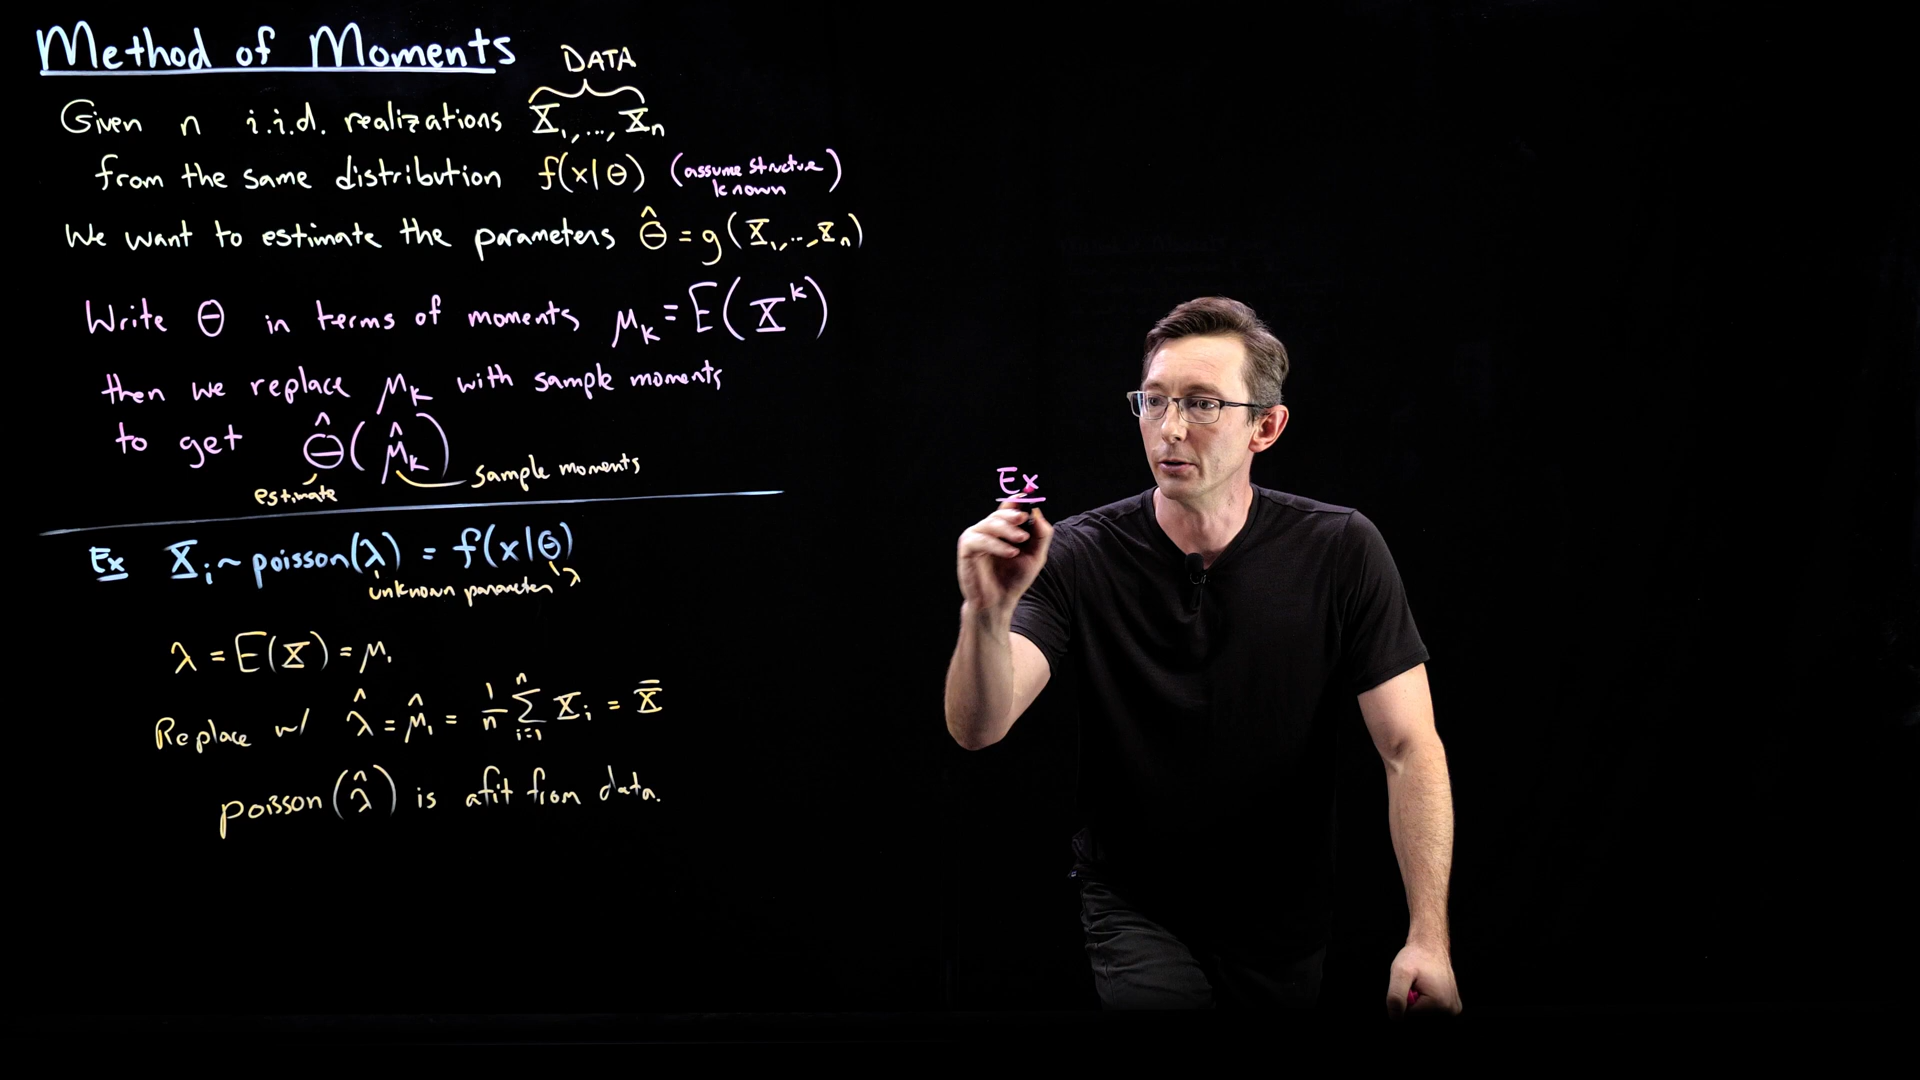 Method of Moments
DATA
Given n i.i.d. realizations X₁,...,Xₙ
from the same distribution f(x|θ) (assume structure known)
We want to estimate the parameters θ̂ = g(X₁,..,Xₙ)
Write θ in terms of moments μₖ = E(Xᵏ)
then we replace μₖ with sample moments
to get θ̂(μ̂ₖ)
estimate
sample moments
Ex Xᵢ ~ poisson(λ) = f(x|θ)
unknown parameter λ
λ = E(X) = μ₁
Replace w/ λ̂ = μ̂₁ = 1/n Σⁿᵢ₌₁ Xᵢ = X̄
poisson(λ̂) is a fit from data.
Ex